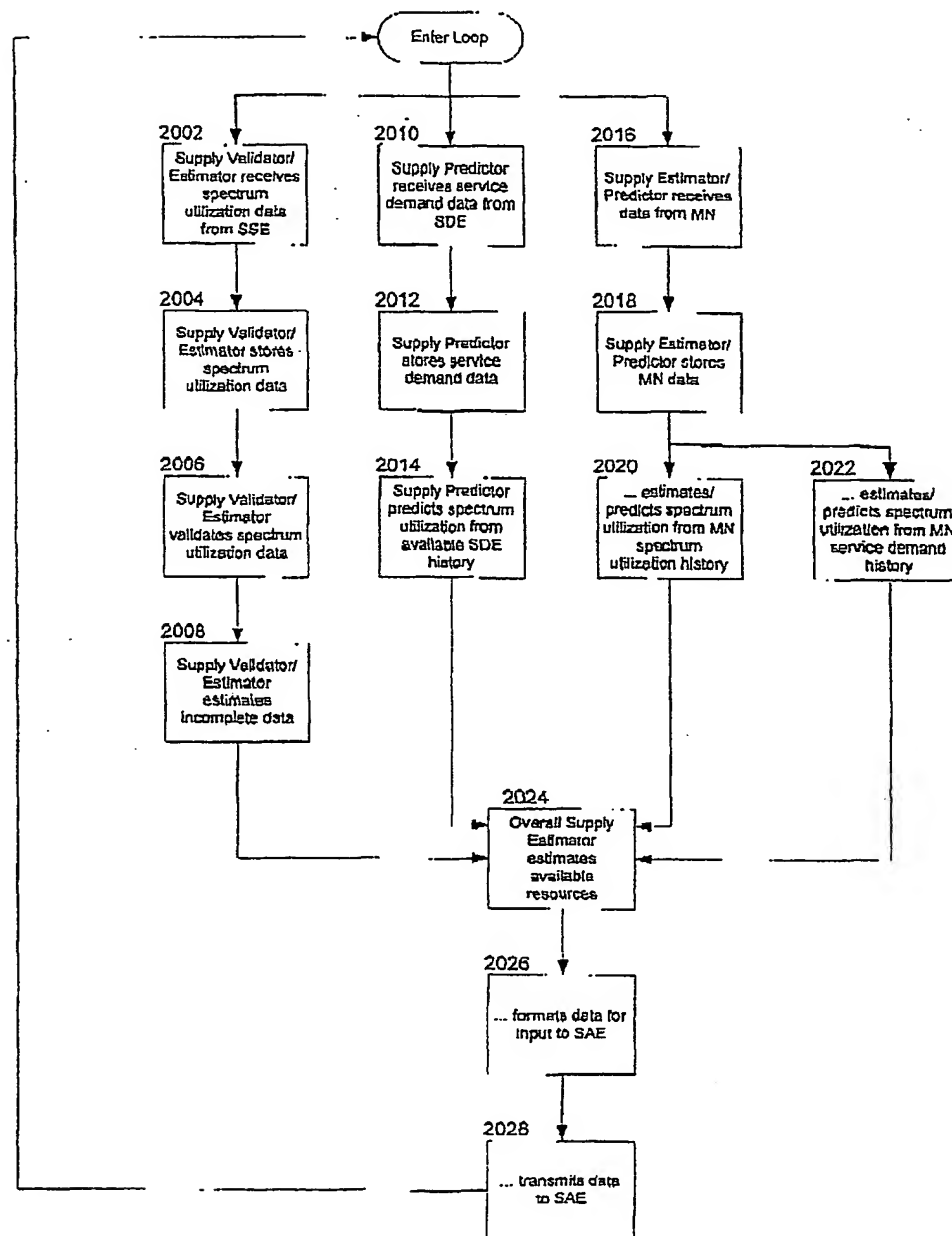 Enter Loop
2002
Supply Validator/
Estimator receives
spectrum
utilization data
from SSE
2010
Supply Predictor
receives service
demand data from
SDE
2016
Supply Estimator/
Predictor receives
data from MN
2004
Supply Validator/
Estimator stores
spectrum
utilization data
2012
Supply Predictor
stores service
demand data
2018
Supply Estimator/
Predictor stores
MN data
2006
Supply Validator/
Estimator
validates spectrum
utilization data
2014
Supply Predictor
predicts spectrum
utilization from
available SDE
history
2020
... estimates/
predicts spectrum
utilization from MN
spectrum
utilization history
2022
... estimates/
predicts spectrum
utilization from MN
service demand
history
2008
Supply Validator/
Estimator
estimates
incomplete data
2024
Overall Supply
Estimator
estimates
available
resources
2026
... formats data for
input to SAE
2028
... transmits data
to SAE